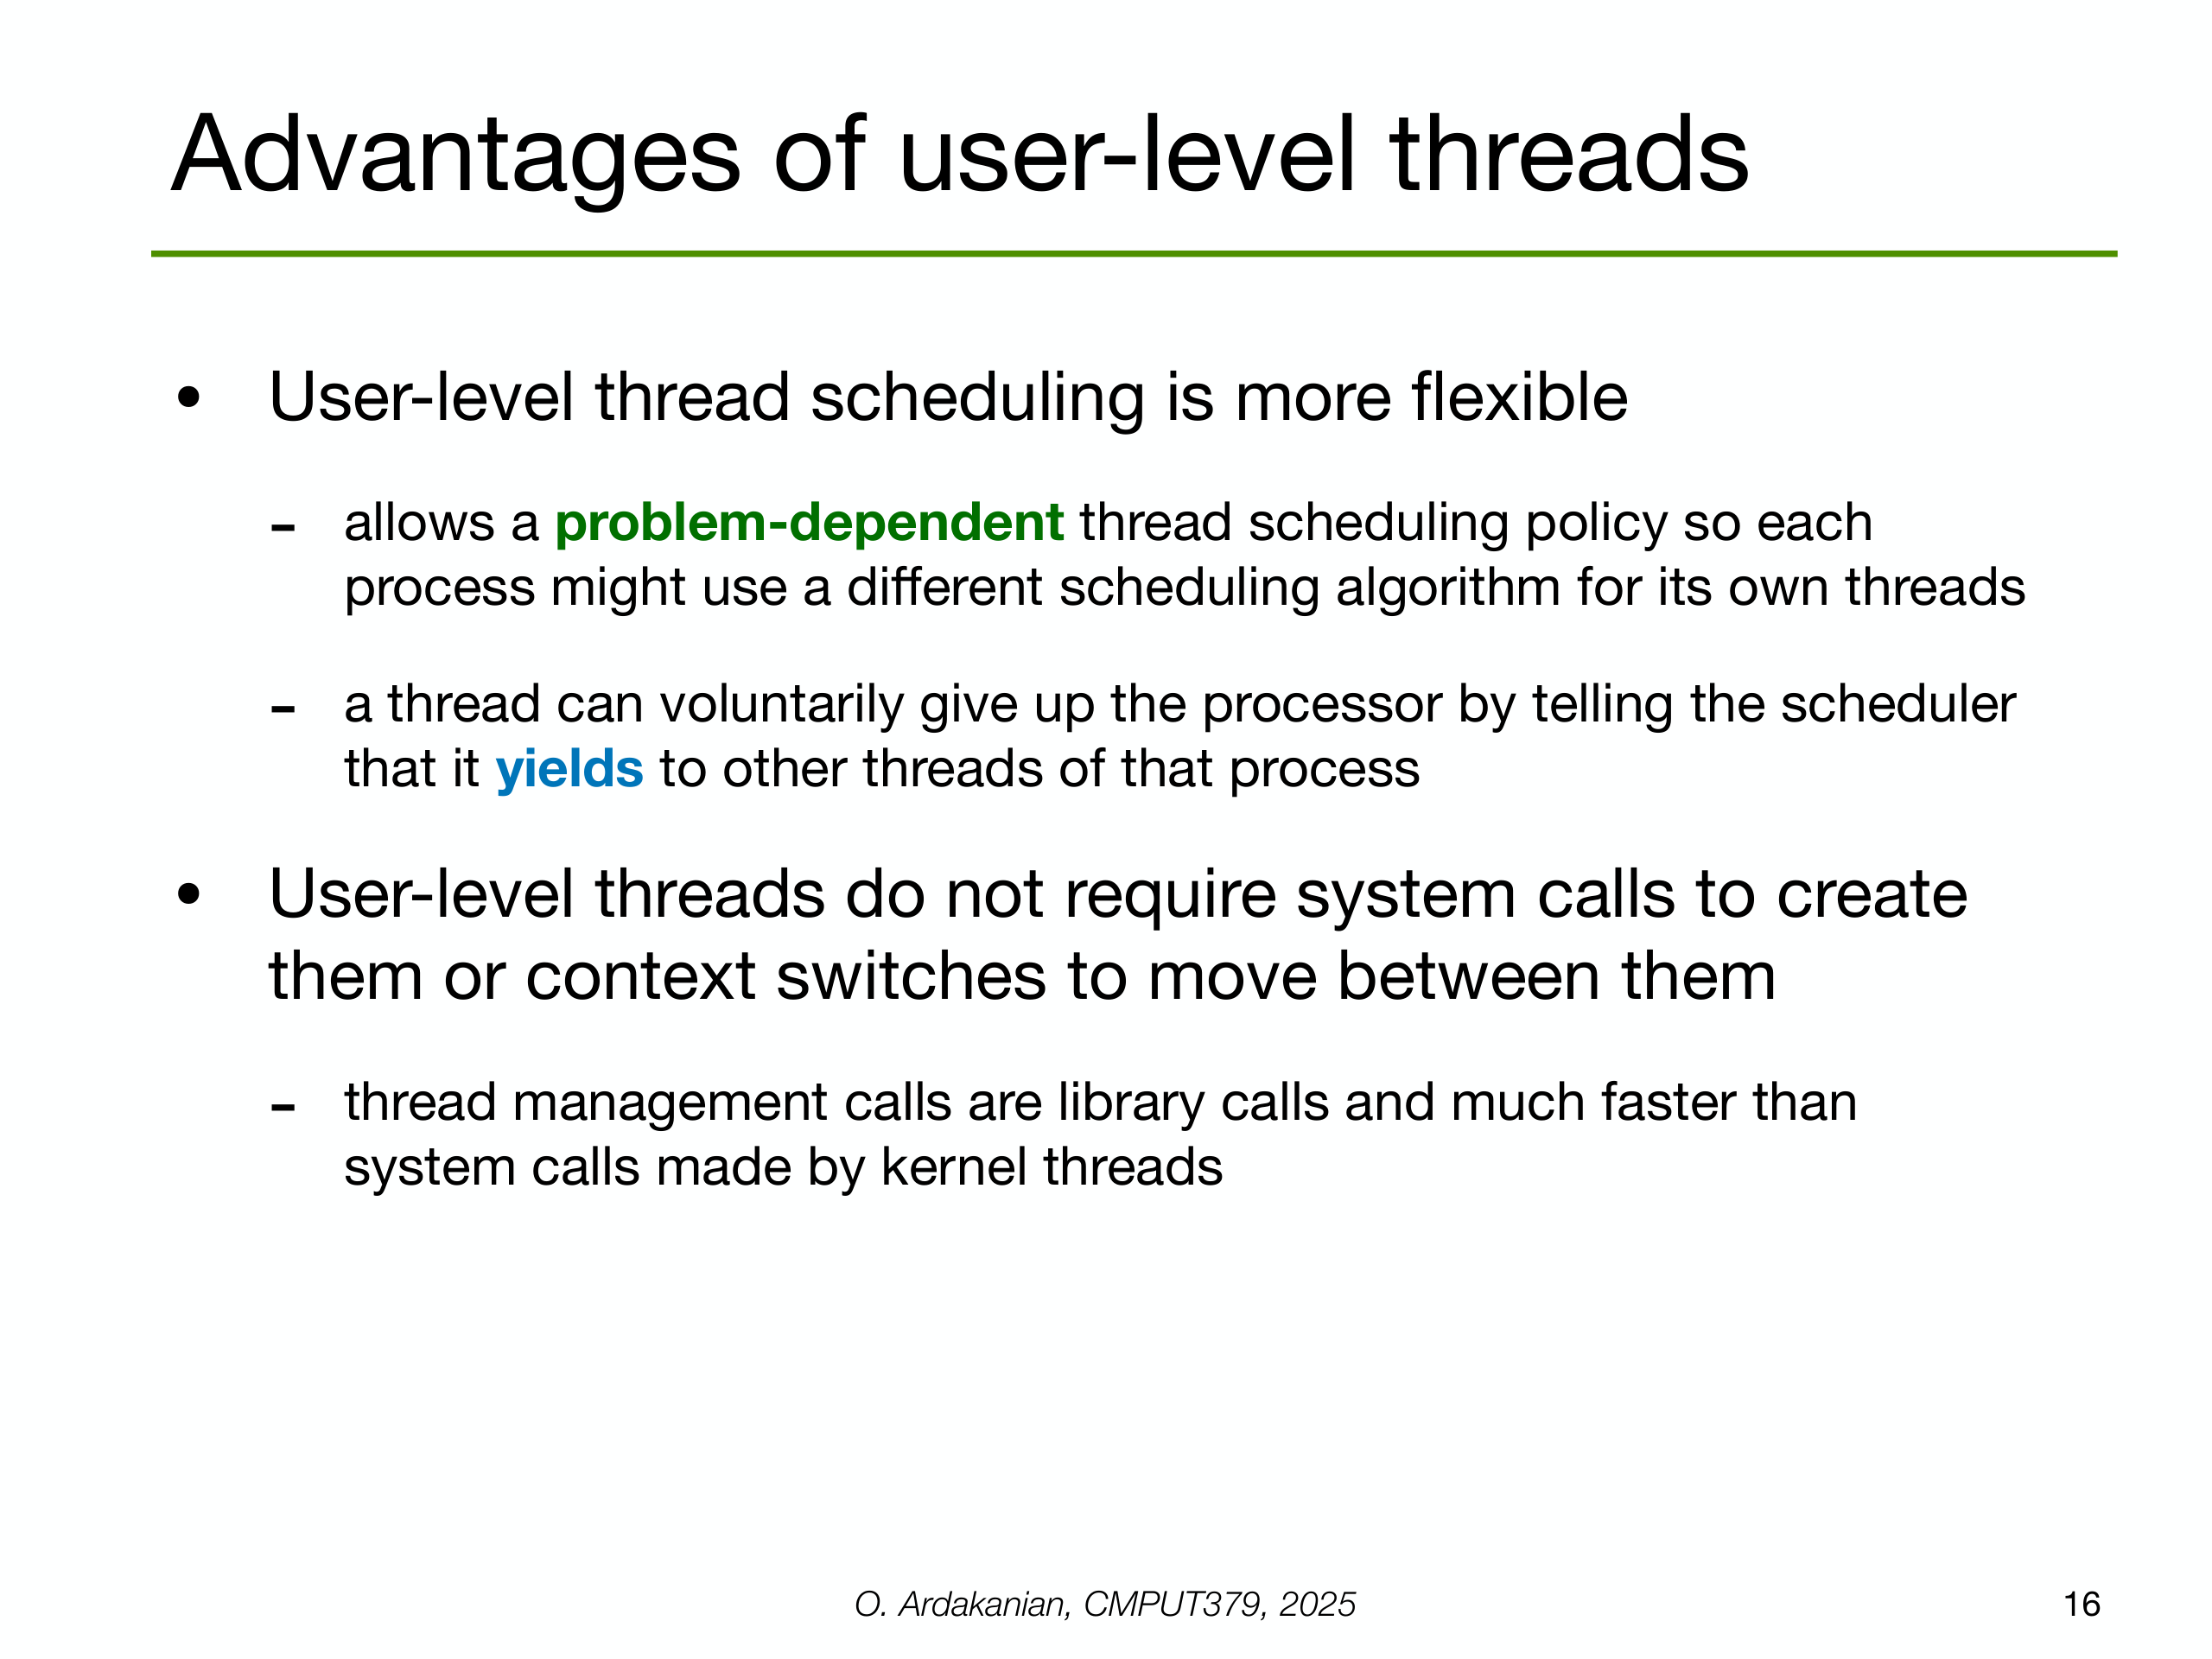 Advantages of user-level threads
• User-level thread scheduling is more flexible
- allows a problem-dependent thread scheduling policy so each
process might use a different scheduling algorithm for its own threads
- a thread can voluntarily give up the processor by telling the scheduler
that it yields to other threads of that process
• User-level threads do not require system calls to create
them or context switches to move between them
- thread management calls are library calls and much faster than
system calls made by kernel threads
O. Ardakanian, CMPUT379, 2025
16